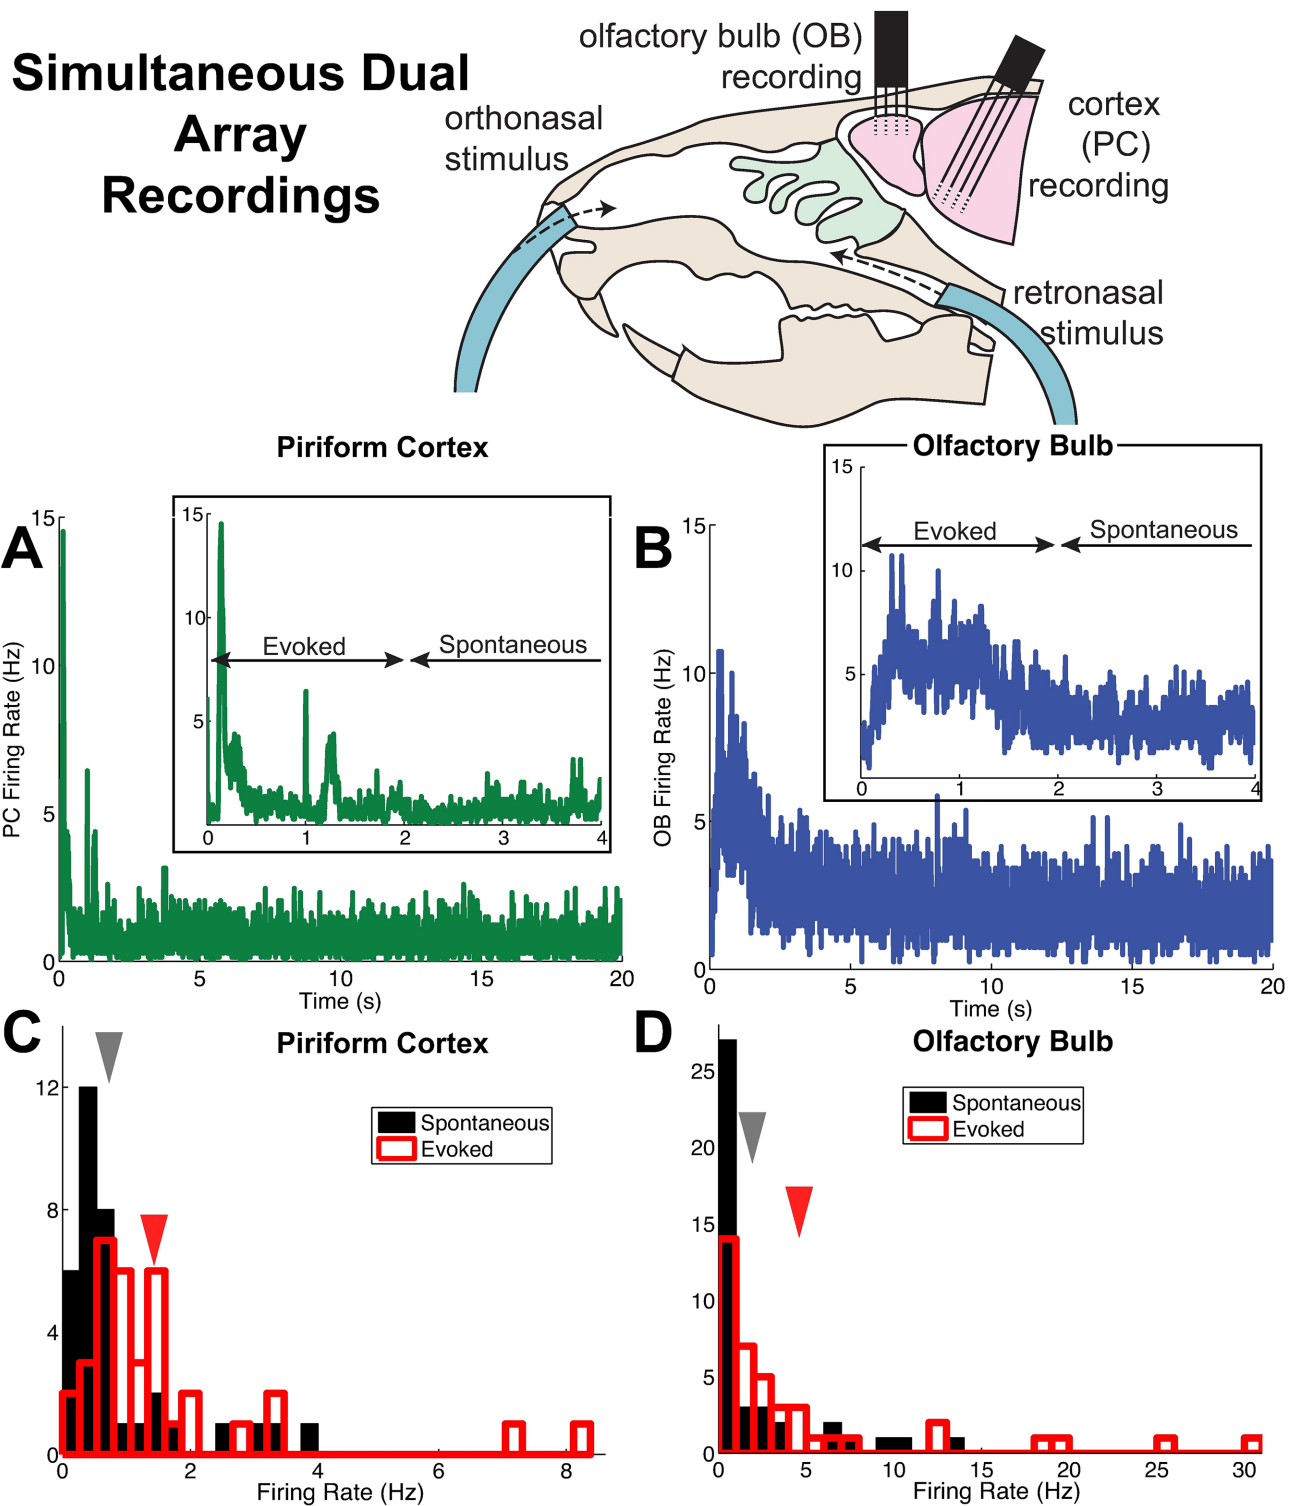 Simultaneous Dual
Array
Recordings
olfactory bulb (OB)
recording
orthonasal
stimulus
cortex
(PC)
recording
retronasal
stimulus
Piriform Cortex
Olfactory Bulb
A
15
10
5
0
PC Firing Rate (Hz)
0 5 10 15 20
Time (s)
15
10
5
Evoked
Spontaneous
0 1 2 3 4
B
15
10
5
0
OB Firing Rate (Hz)
0 5 10 15 20
Time (s)
15
10
5
Evoked
Spontaneous
0 1 2 3 4
C
Piriform Cortex
12
8
4
0
Spontaneous
Evoked
0 2 4 6 8
Firing Rate (Hz)
D
Olfactory Bulb
25
20
15
10
5
0
Spontaneous
Evoked
0 5 10 15 20 25 30
Firing Rate (Hz)